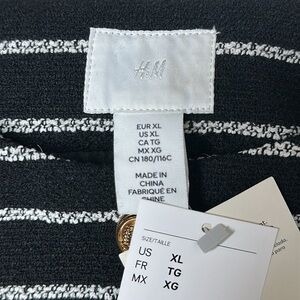 H&M
EUR XL
US XL
CA TG
MX XG
CN 180/116C
MADE IN
CHINA
FABRIQUÉ EN
CHINE
SIZE/TAILLE
US XL
FR TG
MX XG
para